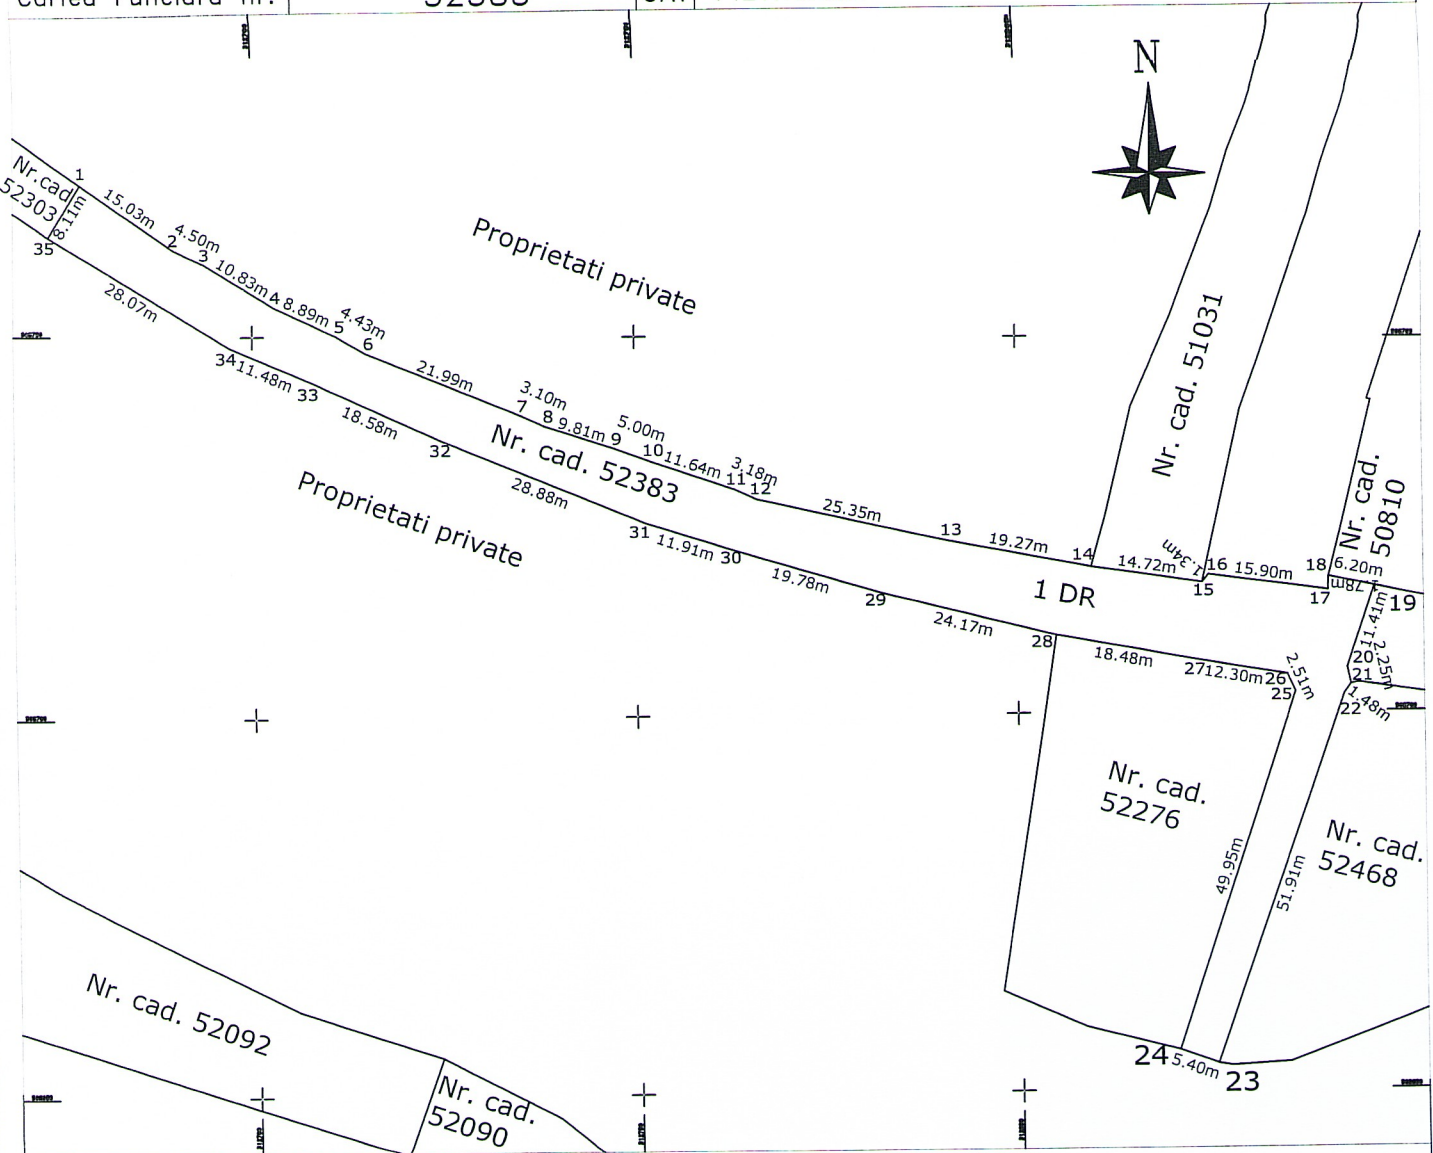 N
Nr.cad
52303
1
8.11m
35
15.03m
2
4.50m
3
10.83m
4
8.89m
5
4.43m
6
21.99m
3.10m
7
8
9.81m
9
5.00m
10
11.64m
11
3.18m
12
25.35m
13
19.27m
14
14.72m
1.34m
15
16
15.90m
17
18
6.20m
1.78m
19
11.41m
20
2.25m
21
1.48m
22
28.07m
34
11.48m
33
18.58m
32
28.88m
31
11.91m
30
19.78m
29
24.17m
28
18.48m
27
12.30m
26
2.51m
25
Proprietati private
Nr. cad. 52383
Proprietati private
1 DR
Nr. cad. 51031
Nr. cad.
50810
Nr. cad.
52276
49.95m
51.91m
Nr. cad.
52468
24
5.40m
23
Nr. cad. 52092
Nr. cad.
52090